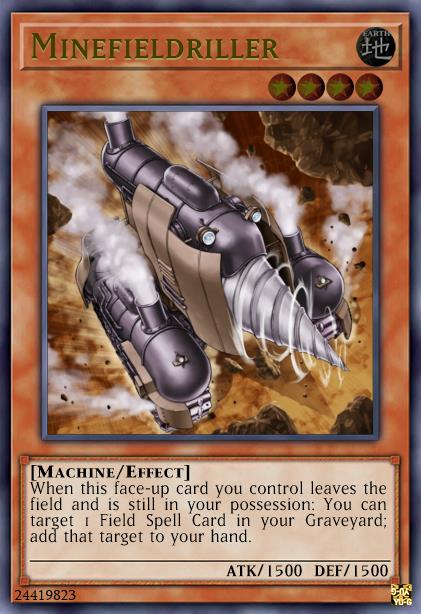 MINEFIELDRILLER
EARTH
地
[MACHINE/EFFECT]
When this face-up card you control leaves the
field and is still in your possession: You can
target 1 Field Spell Card in your Graveyard;
add that target to your hand.
ATK/1500 DEF/1500
24419823